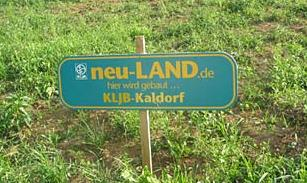 neu-LAND.de
hier wird gebaut ...
KLJB-Kaldorf